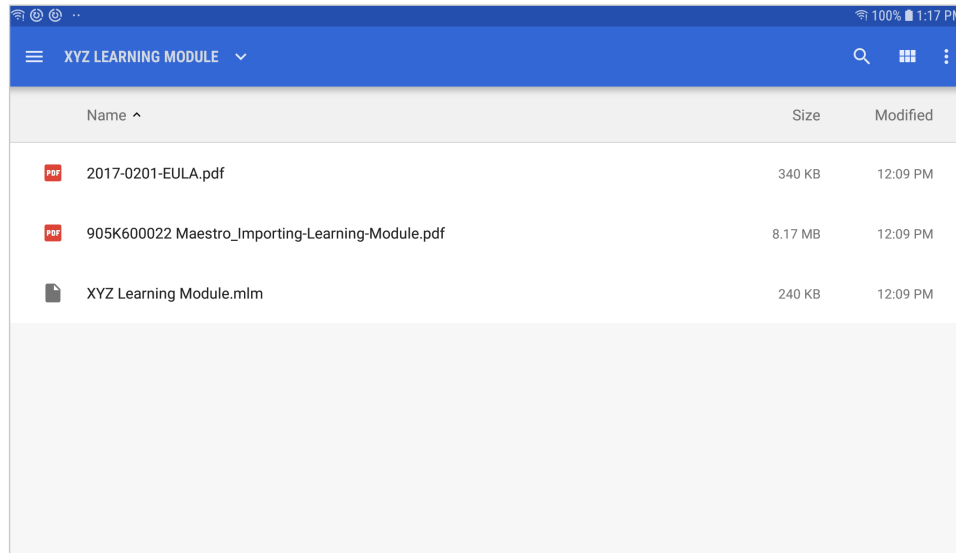 100% 1:17 PM
XYZ LEARNING MODULE
Name Size Modified
PDF 2017-0201-EULA.pdf 340 KB 12:09 PM
PDF 905K600022 Maestro_Importing-Learning-Module.pdf 8.17 MB 12:09 PM
XYZ Learning Module.mlm 240 KB 12:09 PM